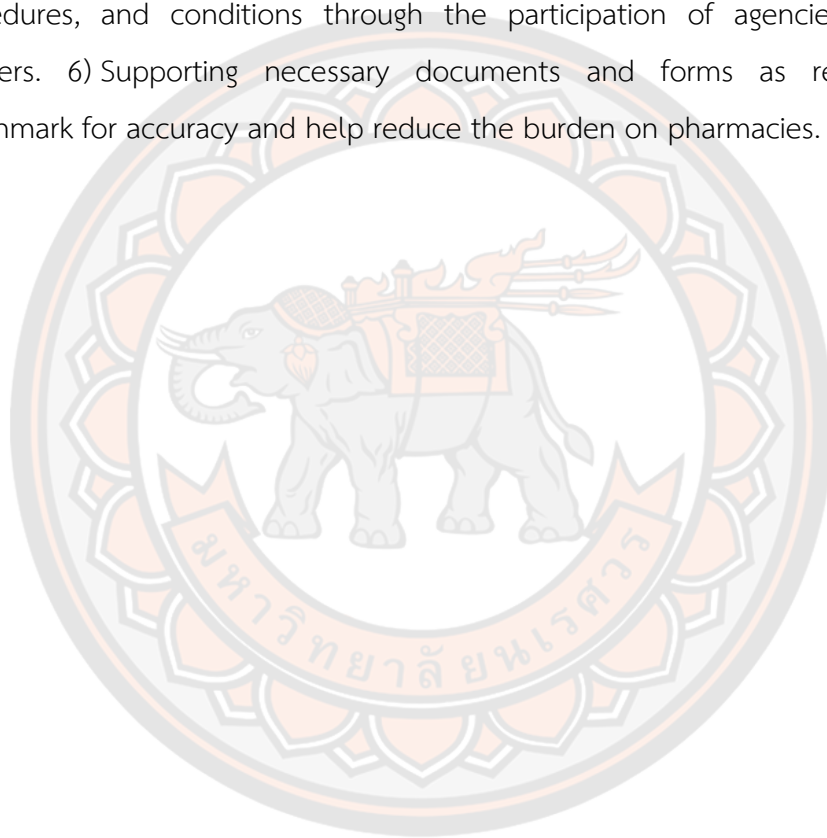 edures, and conditions through the participation of agencie
ers. 6) Supporting necessary documents and forms as re
nmark for accuracy and help reduce the burden on pharmacies.
มหาวิทยาลัยนเรศวร